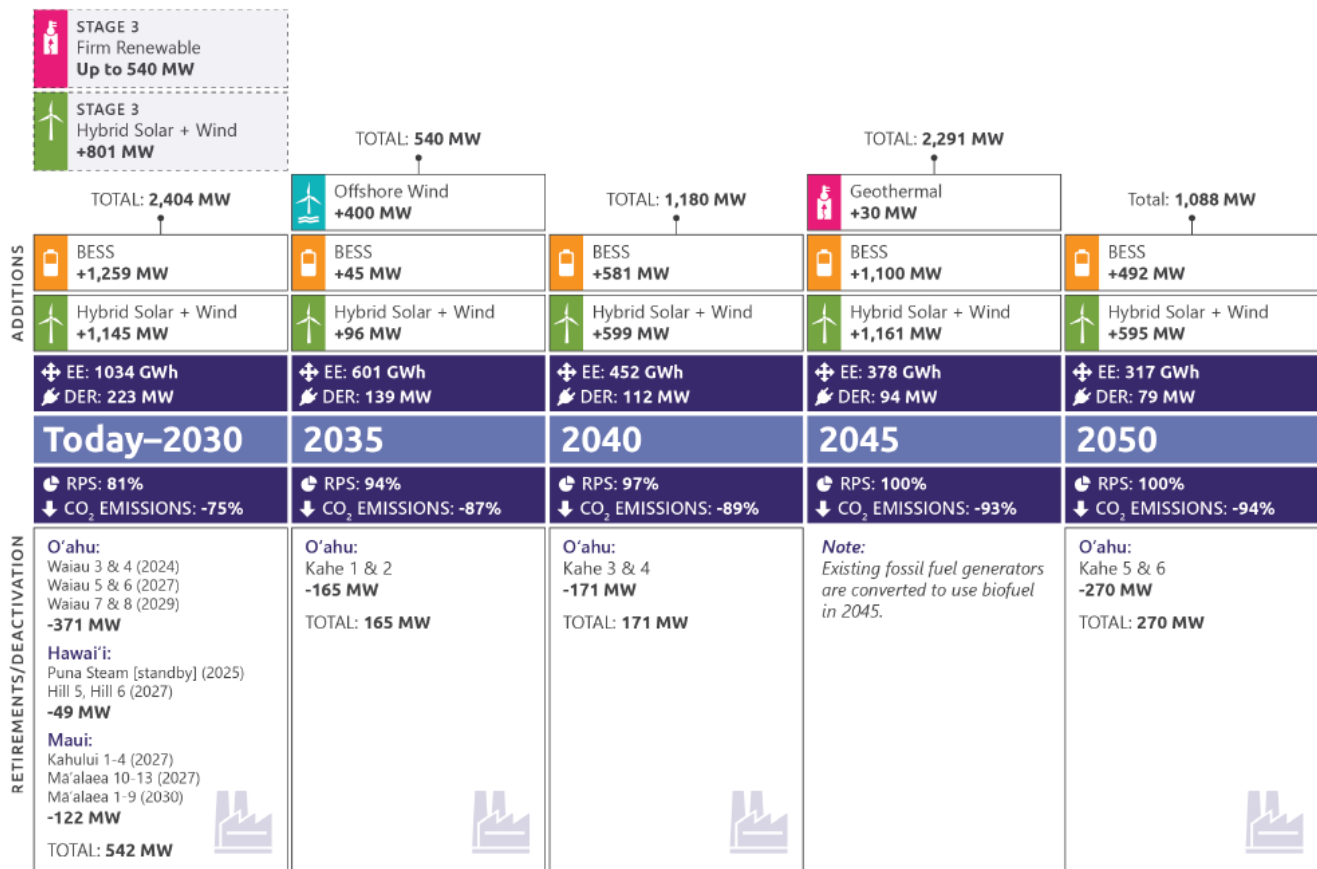 STAGE 3
Firm Renewable
Up to 540 MW
STAGE 3
Hybrid Solar + Wind
+801 MW
TOTAL: 2,404 MW
TOTAL: 540 MW
TOTAL: 1,180 MW
TOTAL: 2,291 MW
Total: 1,088 MW
ADDITIONS
BESS
+1,259 MW
Hybrid Solar + Wind
+1,145 MW
Offshore Wind
+400 MW
BESS
+45 MW
Hybrid Solar + Wind
+96 MW
BESS
+581 MW
Hybrid Solar + Wind
+599 MW
Geothermal
+30 MW
BESS
+1,100 MW
Hybrid Solar + Wind
+1,161 MW
BESS
+492 MW
Hybrid Solar + Wind
+595 MW
EE: 1034 GWh
DER: 223 MW
EE: 601 GWh
DER: 139 MW
EE: 452 GWh
DER: 112 MW
EE: 378 GWh
DER: 94 MW
EE: 317 GWh
DER: 79 MW
Today–2030
2035
2040
2045
2050
RPS: 81%
CO₂ EMISSIONS: -75%
RPS: 94%
CO₂ EMISSIONS: -87%
RPS: 97%
CO₂ EMISSIONS: -89%
RPS: 100%
CO₂ EMISSIONS: -93%
RPS: 100%
CO₂ EMISSIONS: -94%
RETIREMENTS/DEACTIVATION
Oʻahu:
Waiau 3 & 4 (2024)
Waiau 5 & 6 (2027)
Waiau 7 & 8 (2029)
-371 MW
Hawaiʻi:
Puna Steam [standby] (2025)
Hill 5, Hill 6 (2027)
-49 MW
Maui:
Kahului 1-4 (2027)
Māʻalaea 10-13 (2027)
Māʻalaea 1-9 (2030)
-122 MW
TOTAL: 542 MW
Oʻahu:
Kahe 1 & 2
-165 MW
TOTAL: 165 MW
Oʻahu:
Kahe 3 & 4
-171 MW
TOTAL: 171 MW
Note:
Existing fossil fuel generators
are converted to use biofuel
in 2045.
Oʻahu:
Kahe 5 & 6
-270 MW
TOTAL: 270 MW